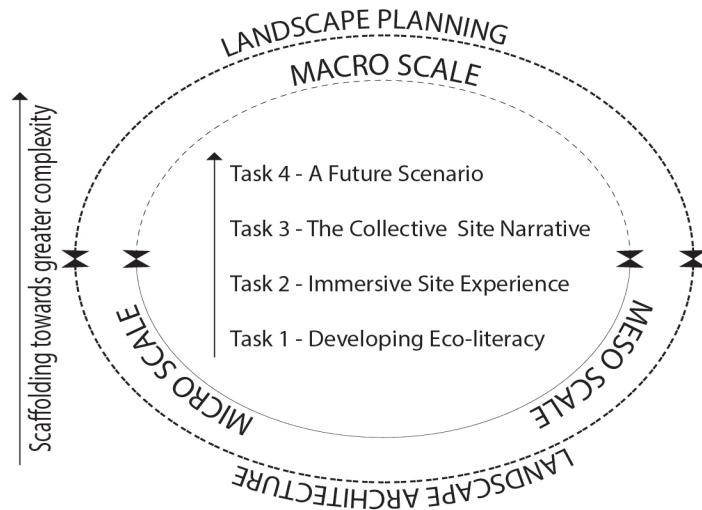 LANDSCAPE PLANNING
MACRO SCALE
Scaffolding towards greater complexity
Task 4 - A Future Scenario
Task 3 - The Collective Site Narrative
Task 2 - Immersive Site Experience
Task 1 - Developing Eco-literacy
MICRO SCALE
MESO SCALE
LANDSCAPE ARCHITECTURE